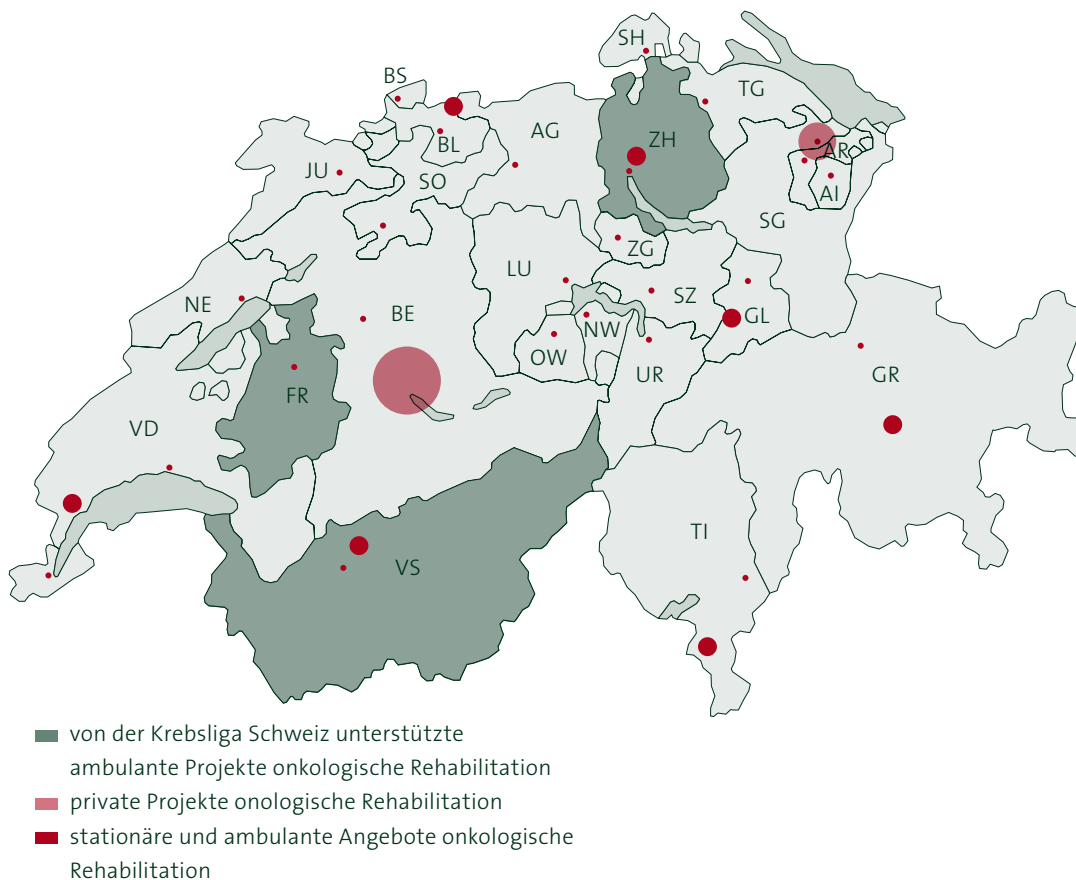 SH
BS
TG
AG
ZH
BL
AR
JU
SO
AI
SG
ZG
LU
SZ
NE
BE
GL
NW
OW
UR
GR
FR
VD
TI
VS
von der Krebsliga Schweiz unterstützte
ambulante Projekte onkologische Rehabilitation
private Projekte onologische Rehabilitation
stationäre und ambulante Angebote onkologische
Rehabilitation